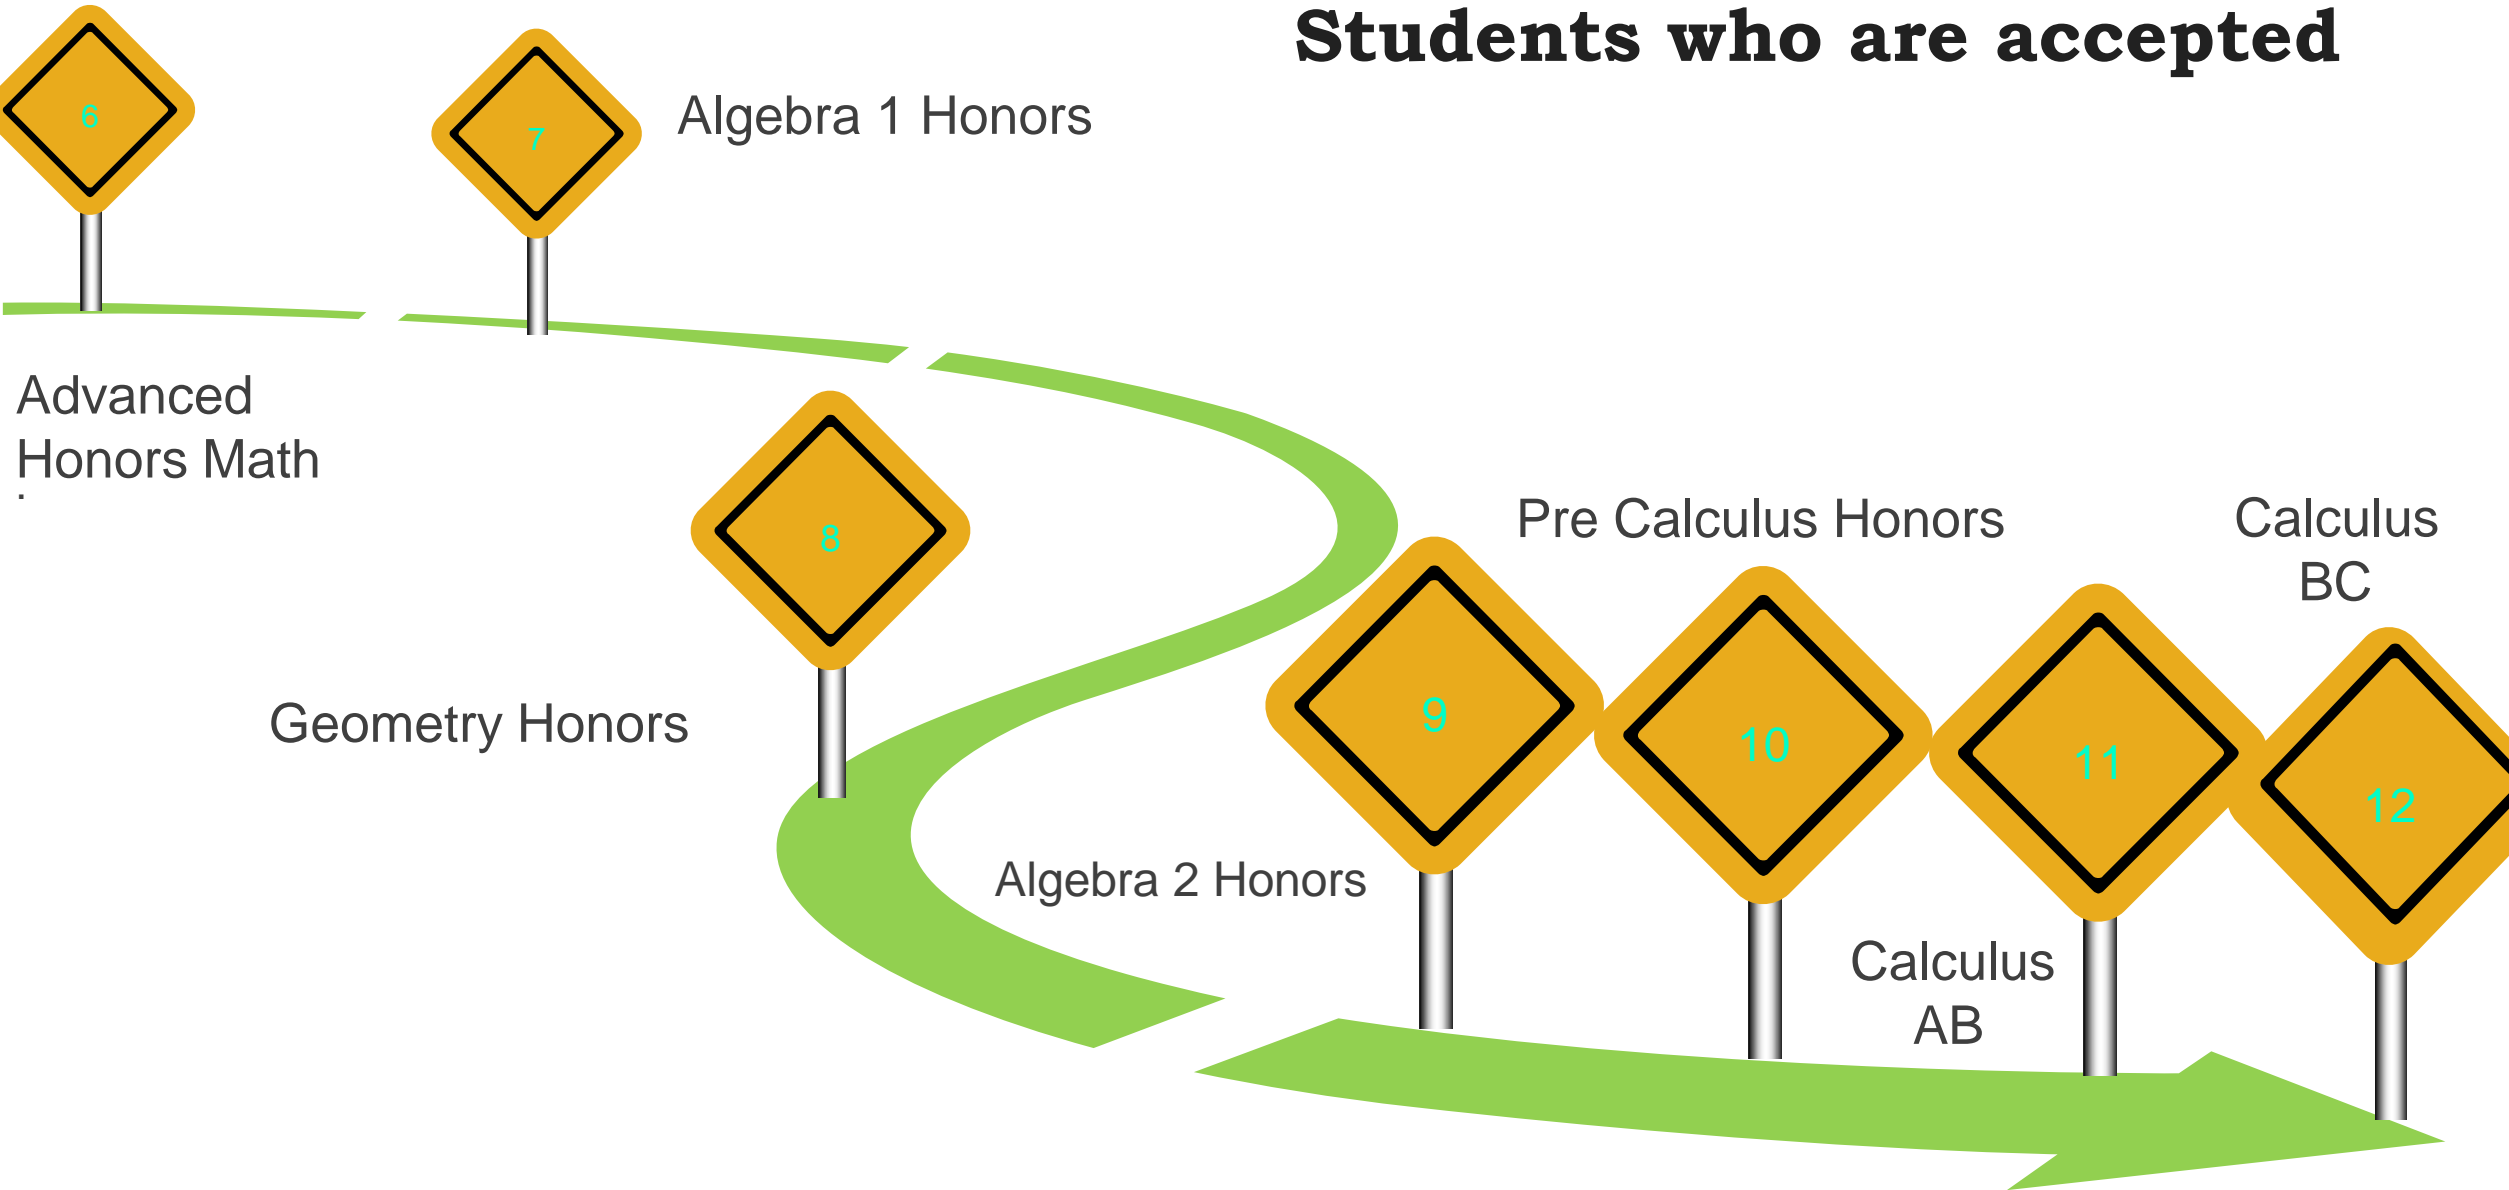 Students who are accepted
6
7
Algebra 1 Honors
Advanced
Honors Math
.
8
Geometry Honors
Pre Calculus Honors
Calculus
BC
9
10
11
12
Algebra 2 Honors
Calculus
AB